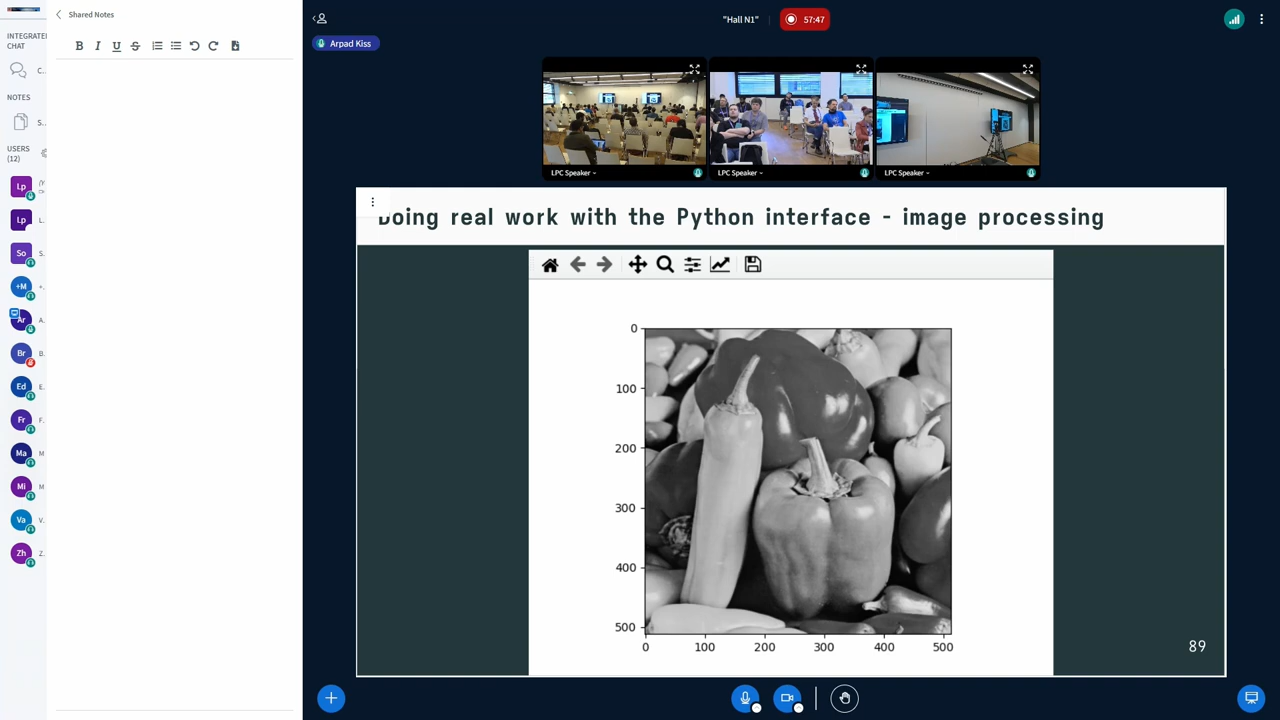 Shared Notes
"Hall N1"
57:47
INTEGRATE
CHAT
C..
NOTES
S..
USERS
(12)
Arpad Kiss
LPC Speaker
LPC Speaker
LPC Speaker
Lp
Lp
L.
So
S.
+M
+.
Ar
A.
Br
B.
Ed
E.
Fr
F.
Ma
M
Mi
M
Va
V.
Zh
Z.
Doing real work with the Python interface - image processing
0
100
200
300
400
500
0 100 200 300 400 500
89